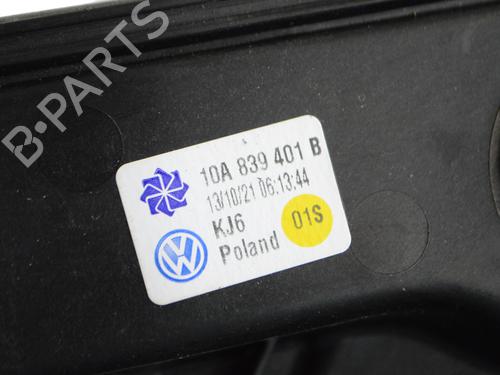 B-PARTS
10A 839 401 B
13/10/21 06:13:44
KJ6
01S
Poland